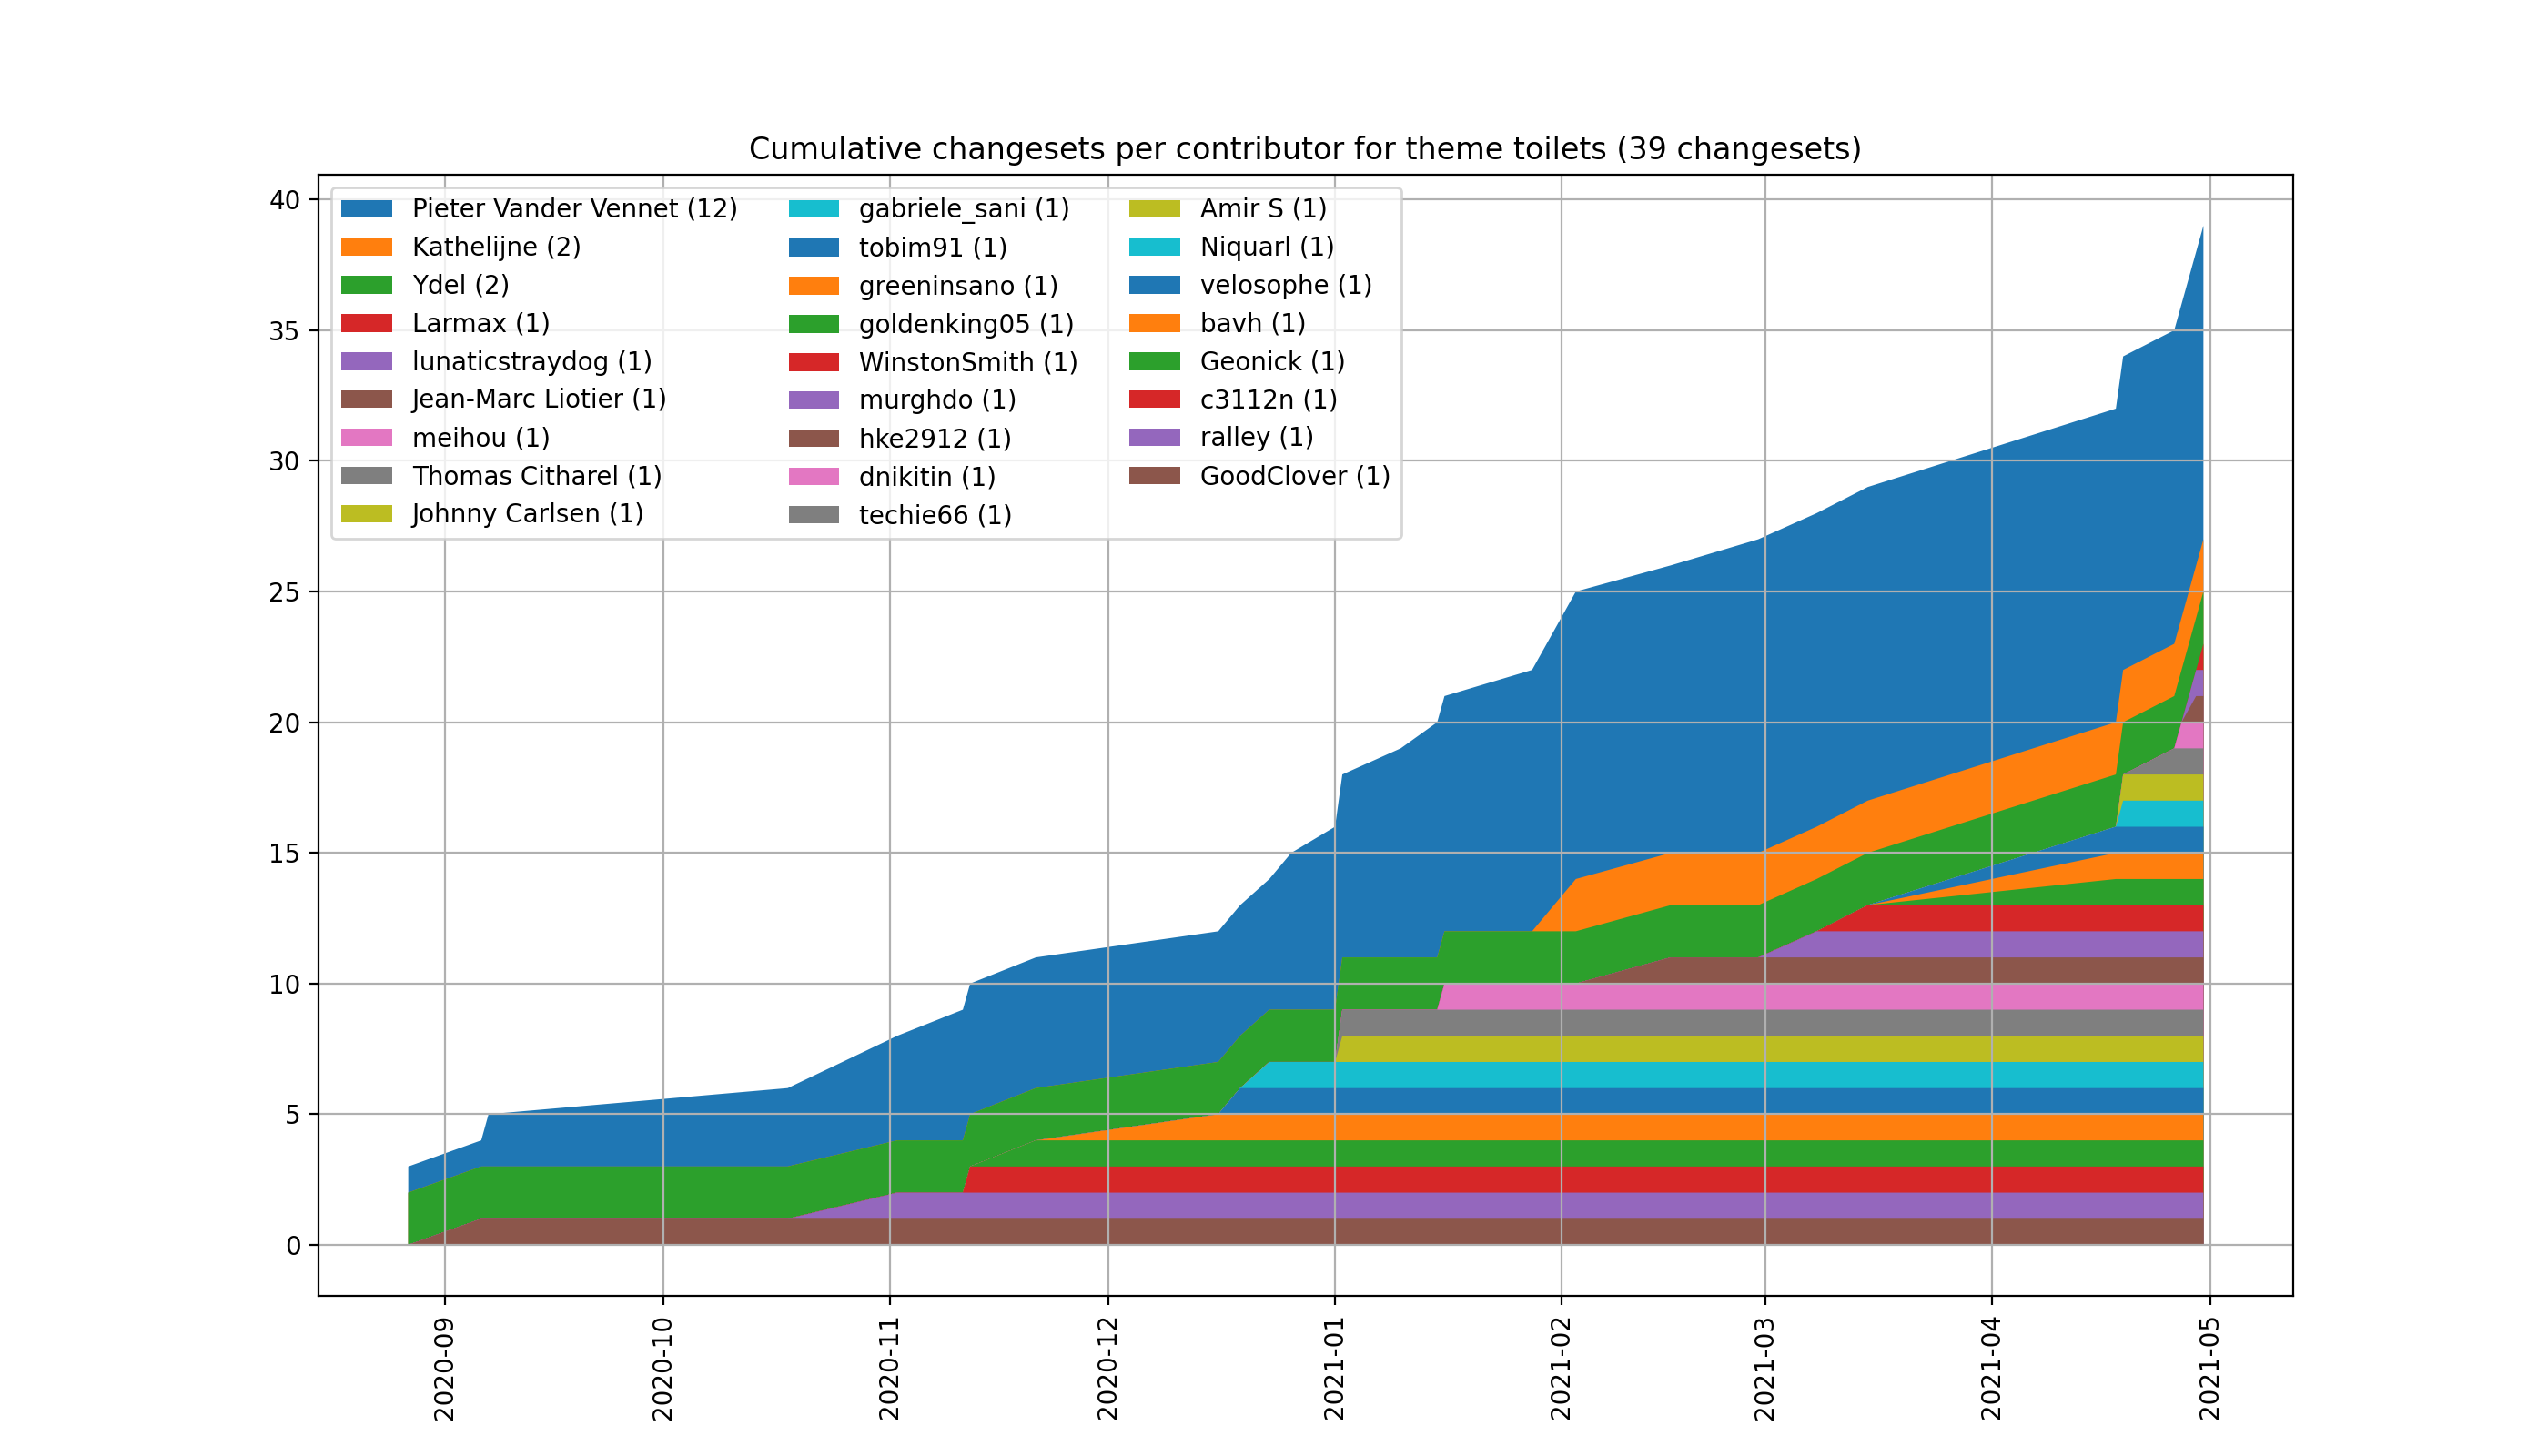 Cumulative changesets per contributor for theme toilets (39 changesets)
Pieter Vander Vennet (12)
Kathelijne (2)
Ydel (2)
Larmax (1)
lunaticstraydog (1)
Jean-Marc Liotier (1)
meihou (1)
Thomas Citharel (1)
Johnny Carlsen (1)
gabriele_sani (1)
tobim91 (1)
greeninsano (1)
goldenking05 (1)
WinstonSmith (1)
murghdo (1)
hke2912 (1)
dnikitin (1)
techie66 (1)
Amir S (1)
Niquarl (1)
velosophe (1)
bavh (1)
Geonick (1)
c3112n (1)
ralley (1)
GoodClover (1)
40
35
30
25
20
15
10
5
0
2020-09
2020-10
2020-11
2020-12
2021-01
2021-02
2021-03
2021-04
2021-05